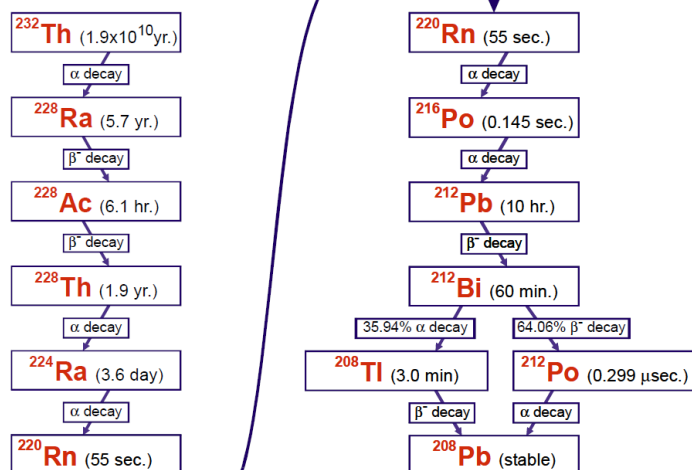 ²³²Th (1.9x10¹⁰yr.)
α decay
²²⁸Ra (5.7 yr.)
β⁻ decay
²²⁸Ac (6.1 hr.)
β⁻ decay
²²⁸Th (1.9 yr.)
α decay
²²⁴Ra (3.6 day)
α decay
²²⁰Rn (55 sec.)
²²⁰Rn (55 sec.)
α decay
²¹⁶Po (0.145 sec.)
α decay
²¹²Pb (10 hr.)
β⁻ decay
²¹²Bi (60 min.)
35.94% α decay
64.06% β⁻ decay
²⁰⁸Tl (3.0 min)
²¹²Po (0.299 μsec.)
β⁻ decay
α decay
²⁰⁸Pb (stable)